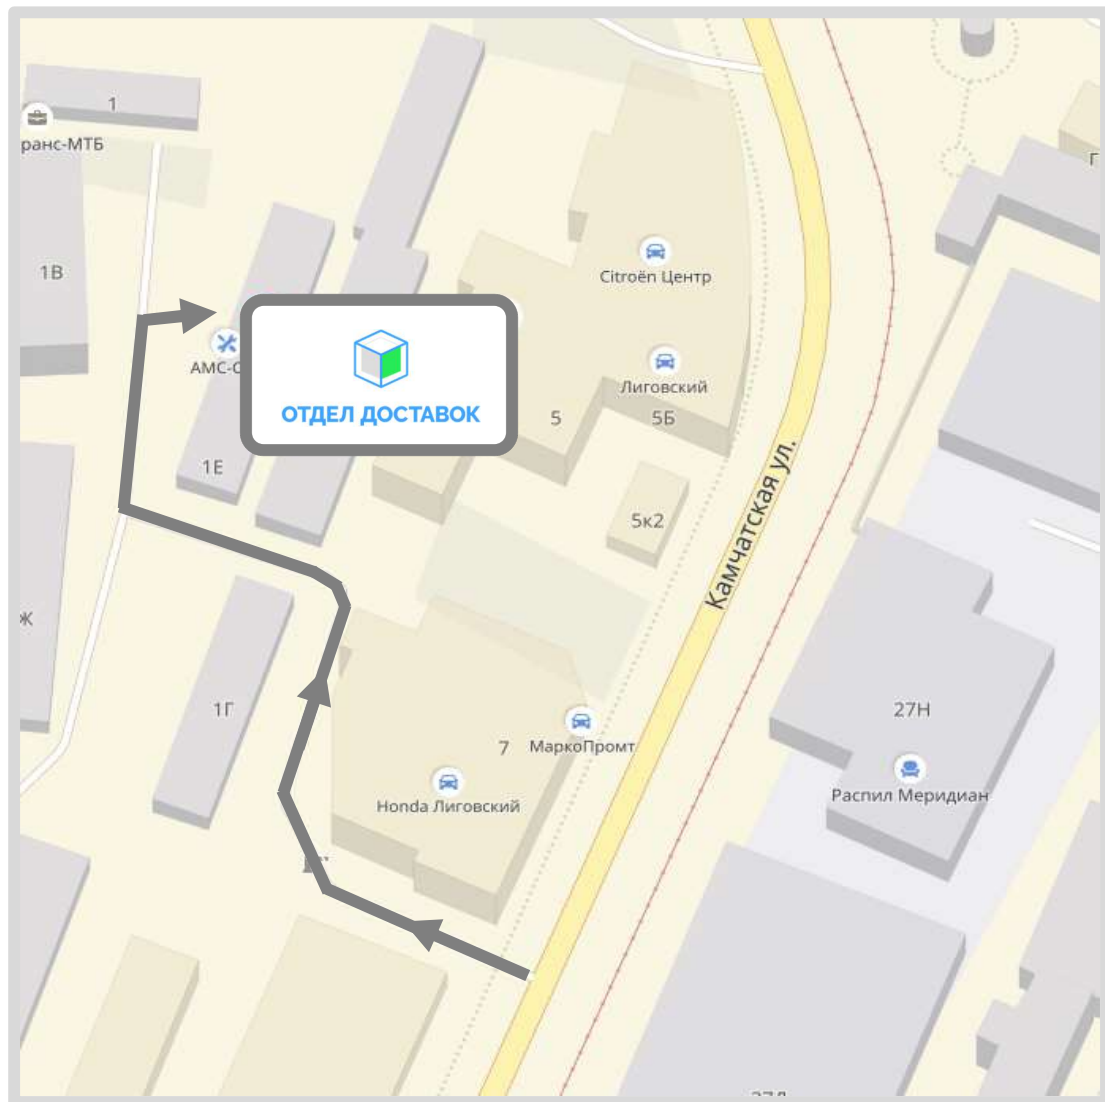 1
ранс-МТБ
1В
Citroën Центр
АМС-С
ОТДЕЛ ДОСТАВОК
Лиговский
5
5Б
1Е
5к2
Камчатская ул.
Ж
1Г
27Н
7
МаркоПромт
Honda Лиговский
Распил Меридиан